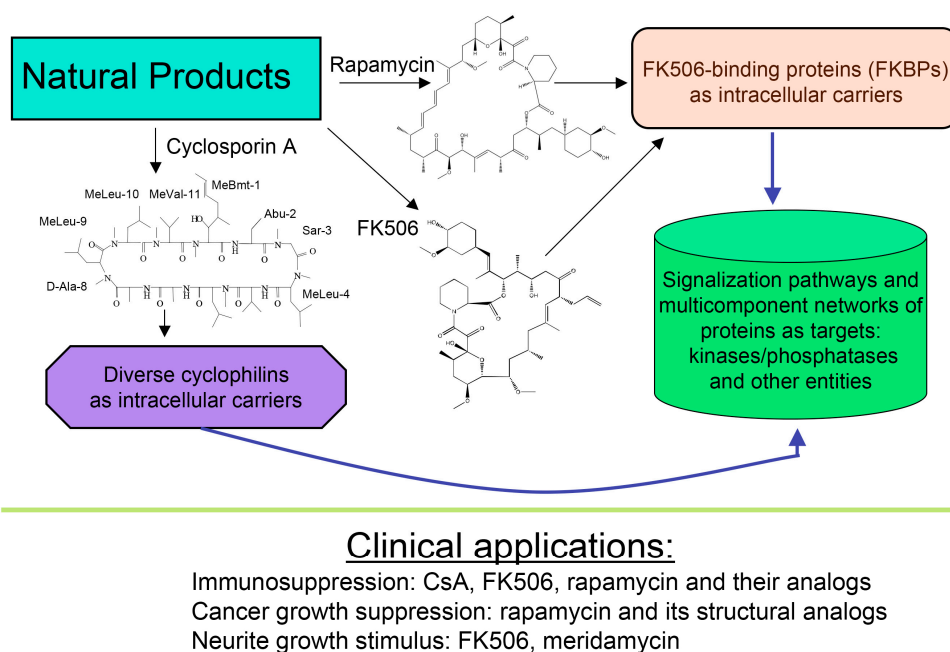 Natural Products
Rapamycin
FK506-binding proteins (FKBPs)
as intracellular carriers
Cyclosporin A
MeBmt-1
MeLeu-10
MeVal-11
MeLeu-9
Abu-2
Sar-3
D-Ala-8
MeLeu-4
FK506
Signalization pathways and
multicomponent networks of
proteins as targets:
kinases/phosphatases
and other entities
Diverse cyclophilins
as intracellular carriers
Clinical applications:
Immunosuppression: CsA, FK506, rapamycin and their analogs
Cancer growth suppression: rapamycin and its structural analogs
Neurite growth stimulus: FK506, meridamycin